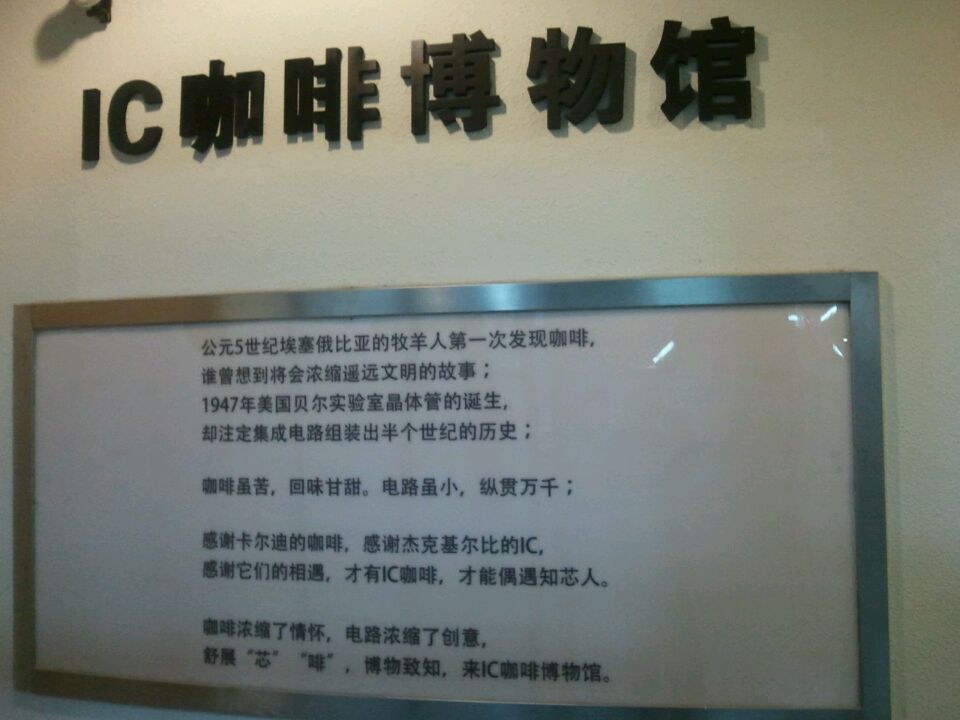 IC咖啡博物馆
公元5世纪埃塞俄比亚的牧羊人第一次发现咖啡，
谁曾想到将会浓缩遥远文明的故事；
1947年美国贝尔实验室晶体管的诞生，
却注定集成电路组装出半个世纪的历史；
咖啡虽苦，回味甘甜。电路虽小，纵贯万千；
感谢卡尔迪的咖啡，感谢杰克基尔比的IC，
感谢它们的相遇，才有IC咖啡，才能偶遇知芯人。
咖啡浓缩了情怀，电路浓缩了创意，
舒展“芯”“啡”，博物致知，来IC咖啡博物馆。